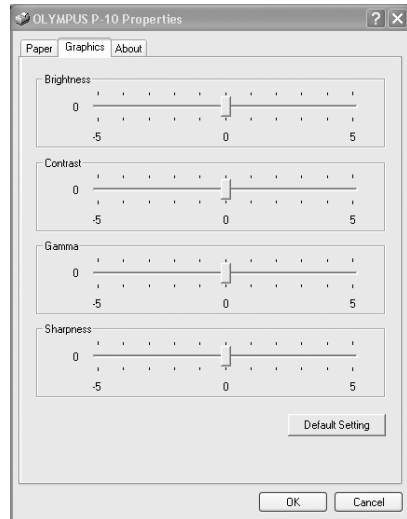 OLYMPUS P-10 Properties
Paper Graphics About
Brightness
0
-5 0 5
Contrast
0
-5 0 5
Gamma
0
-5 0 5
Sharpness
0
-5 0 5
Default Setting
OK Cancel